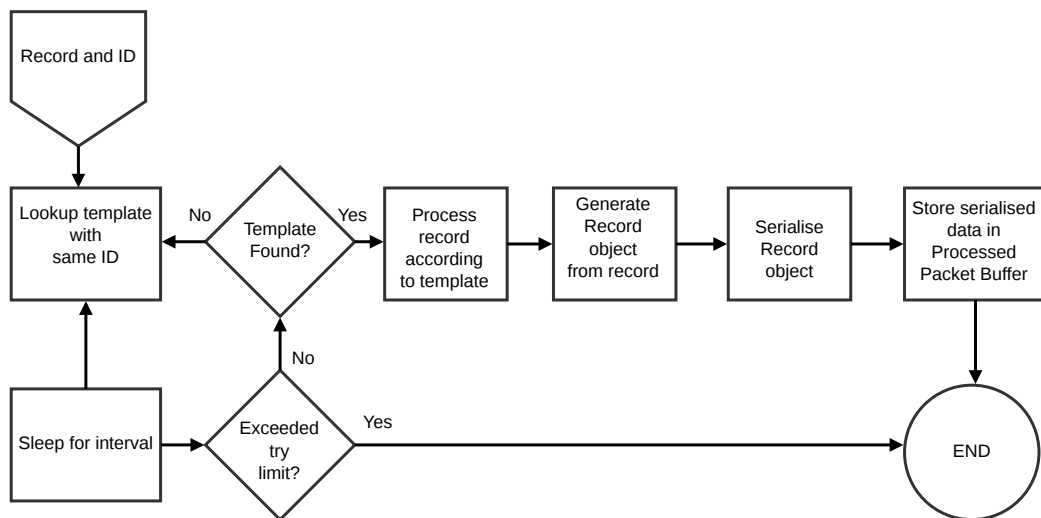 Record and ID
Lookup template
with
same ID
No
Template
Found?
Yes
Process
record
according
to template
Generate
Record
object
from record
Serialise
Record
object
Store serialised
data in
Processed
Packet Buffer
No
Sleep for interval
Exceeded
try
limit?
Yes
END